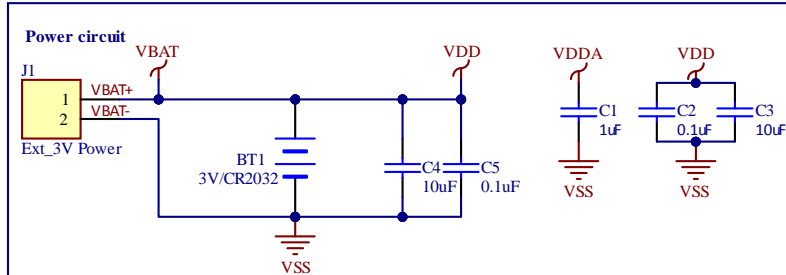 Power circuit
J1
1
2
Ext_3V Power
VBAT+
VBAT-
VBAT
VDD
BT1
3V/CR2032
C4
10uF
C5
0.1uF
VSS
VDDA
C1
1uF
VSS
VDD
C2
0.1uF
C3
10uF
VSS